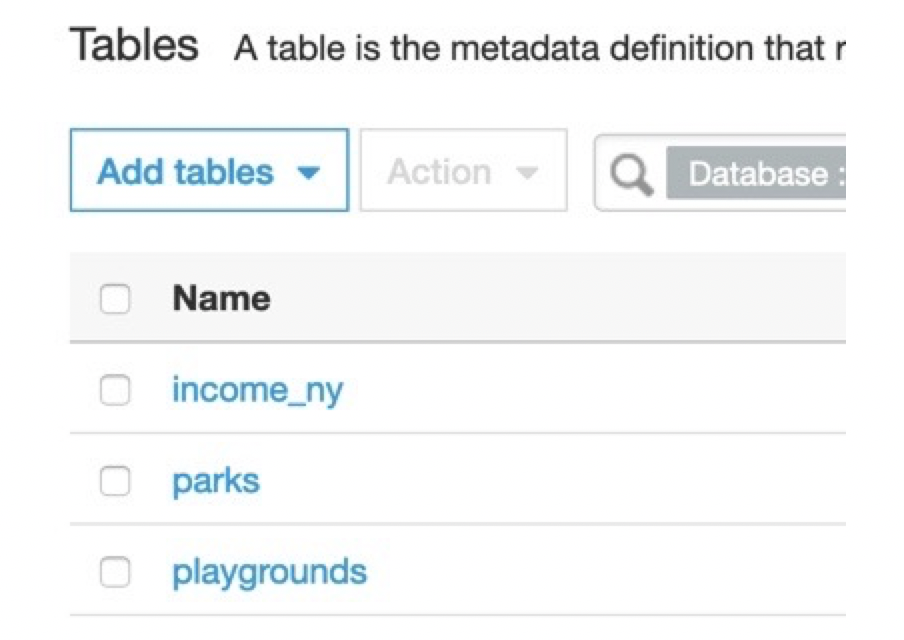 Tables A table is the metadata definition that r
Add tables Action Database :
Name
income_ny
parks
playgrounds